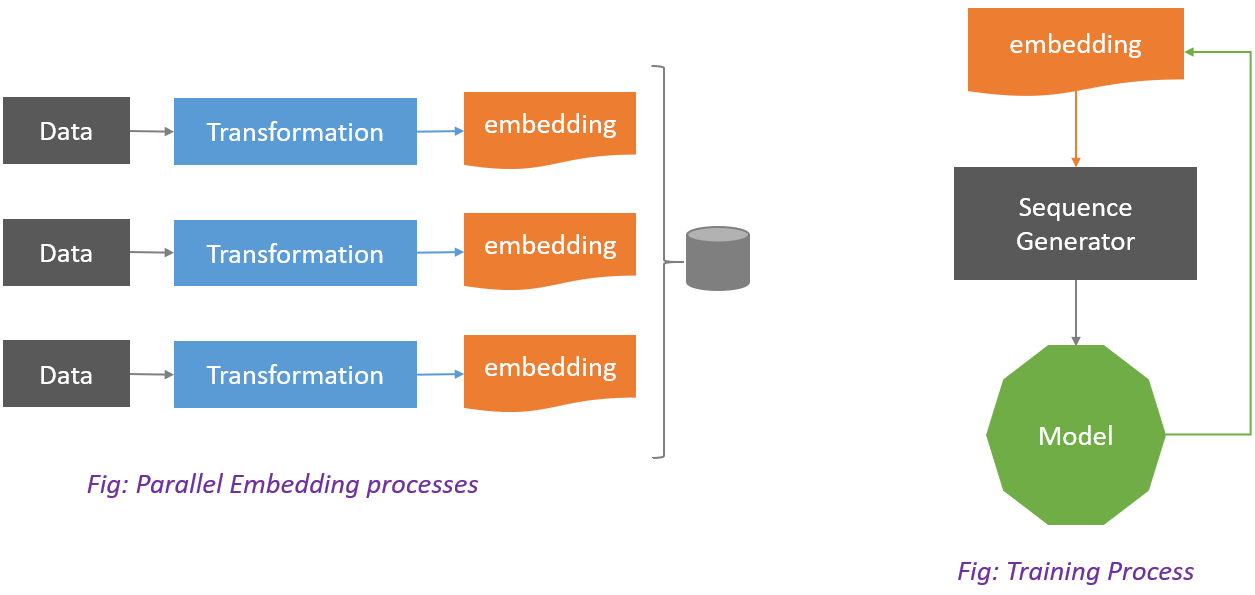 Data
Transformation
embedding
Data
Transformation
embedding
Data
Transformation
embedding
Fig: Parallel Embedding processes
embedding
Sequence
Generator
Model
Fig: Training Process